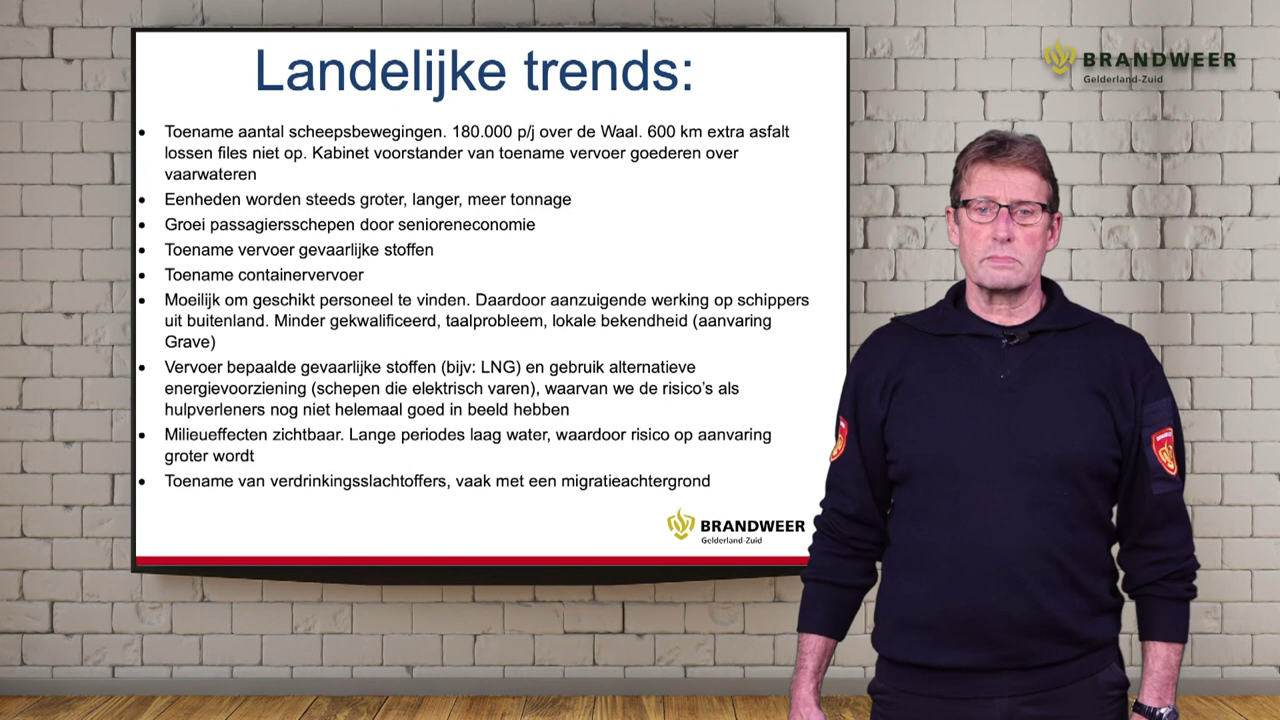 Landelijke trends:
• Toename aantal scheepsbewegingen. 180.000 p/j over de Waal. 600 km extra asfalt
lossen files niet op. Kabinet voorstander van toename vervoer goederen over
vaarwateren
• Eenheden worden steeds groter, langer, meer tonnage
• Groei passagiersschepen door senioreneconomie
• Toename vervoer gevaarlijke stoffen
• Toename containervervoer
• Moeilijk om geschikt personeel te vinden. Daardoor aanzuigende werking op schippers
uit buitenland. Minder gekwalificeerd, taalprobleem, lokale bekendheid (aanvaring
Grave)
• Vervoer bepaalde gevaarlijke stoffen (bijv: LNG) en gebruik alternatieve
energievoorziening (schepen die elektrisch varen), waarvan we de risico's als
hulpverleners nog niet helemaal goed in beeld hebben
• Milieueffecten zichtbaar. Lange periodes laag water, waardoor risico op aanvaring
groter wordt
• Toename van verdrinkingsslachtoffers, vaak met een migratieachtergrond
BRANDWEER
Gelderland-Zuid
BRANDWEER
Gelderland-Zuid